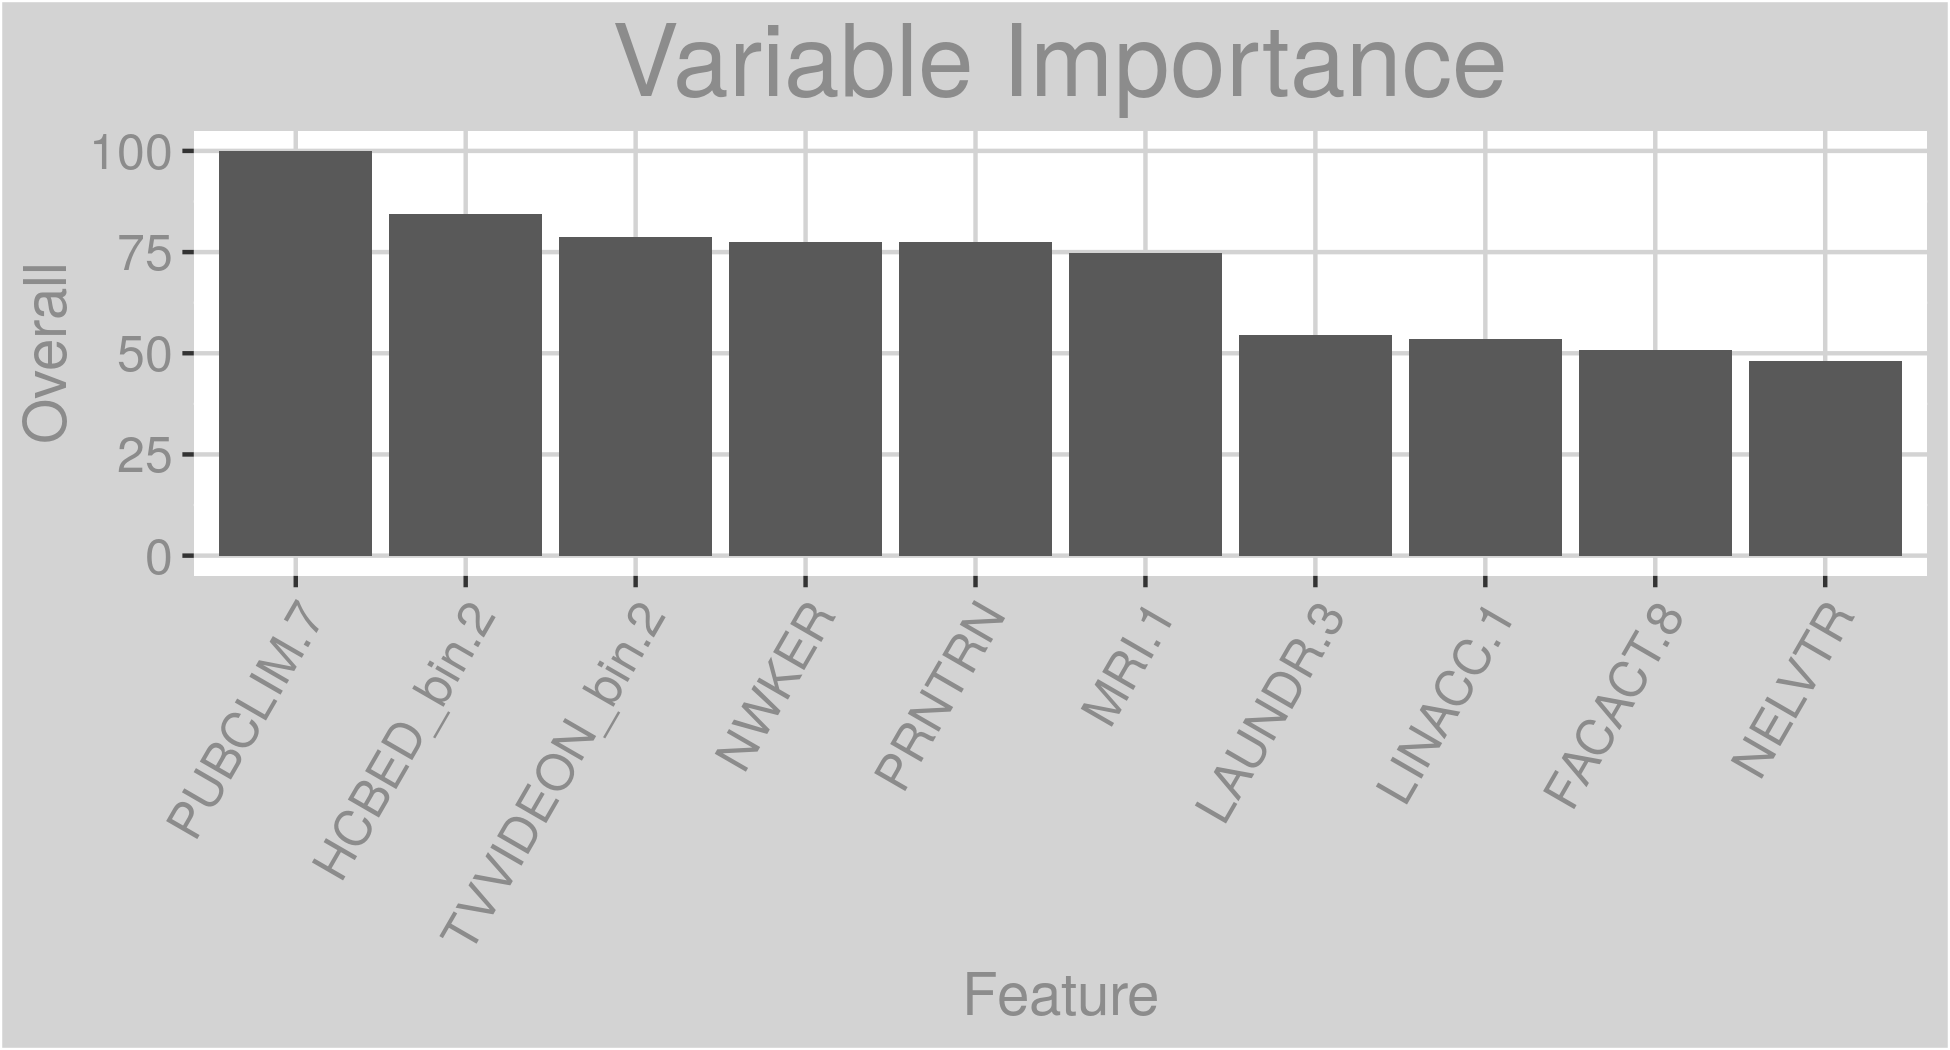 Variable Importance
Overall
100
75
50
25
0
PUBCLIM.7
HCBED_bin.2
TVVIDEON_bin.2
NWKER
PRNTRN
MRI.1
LAUNDR.3
LINACC.1
FACACT.8
NELVTR
Feature